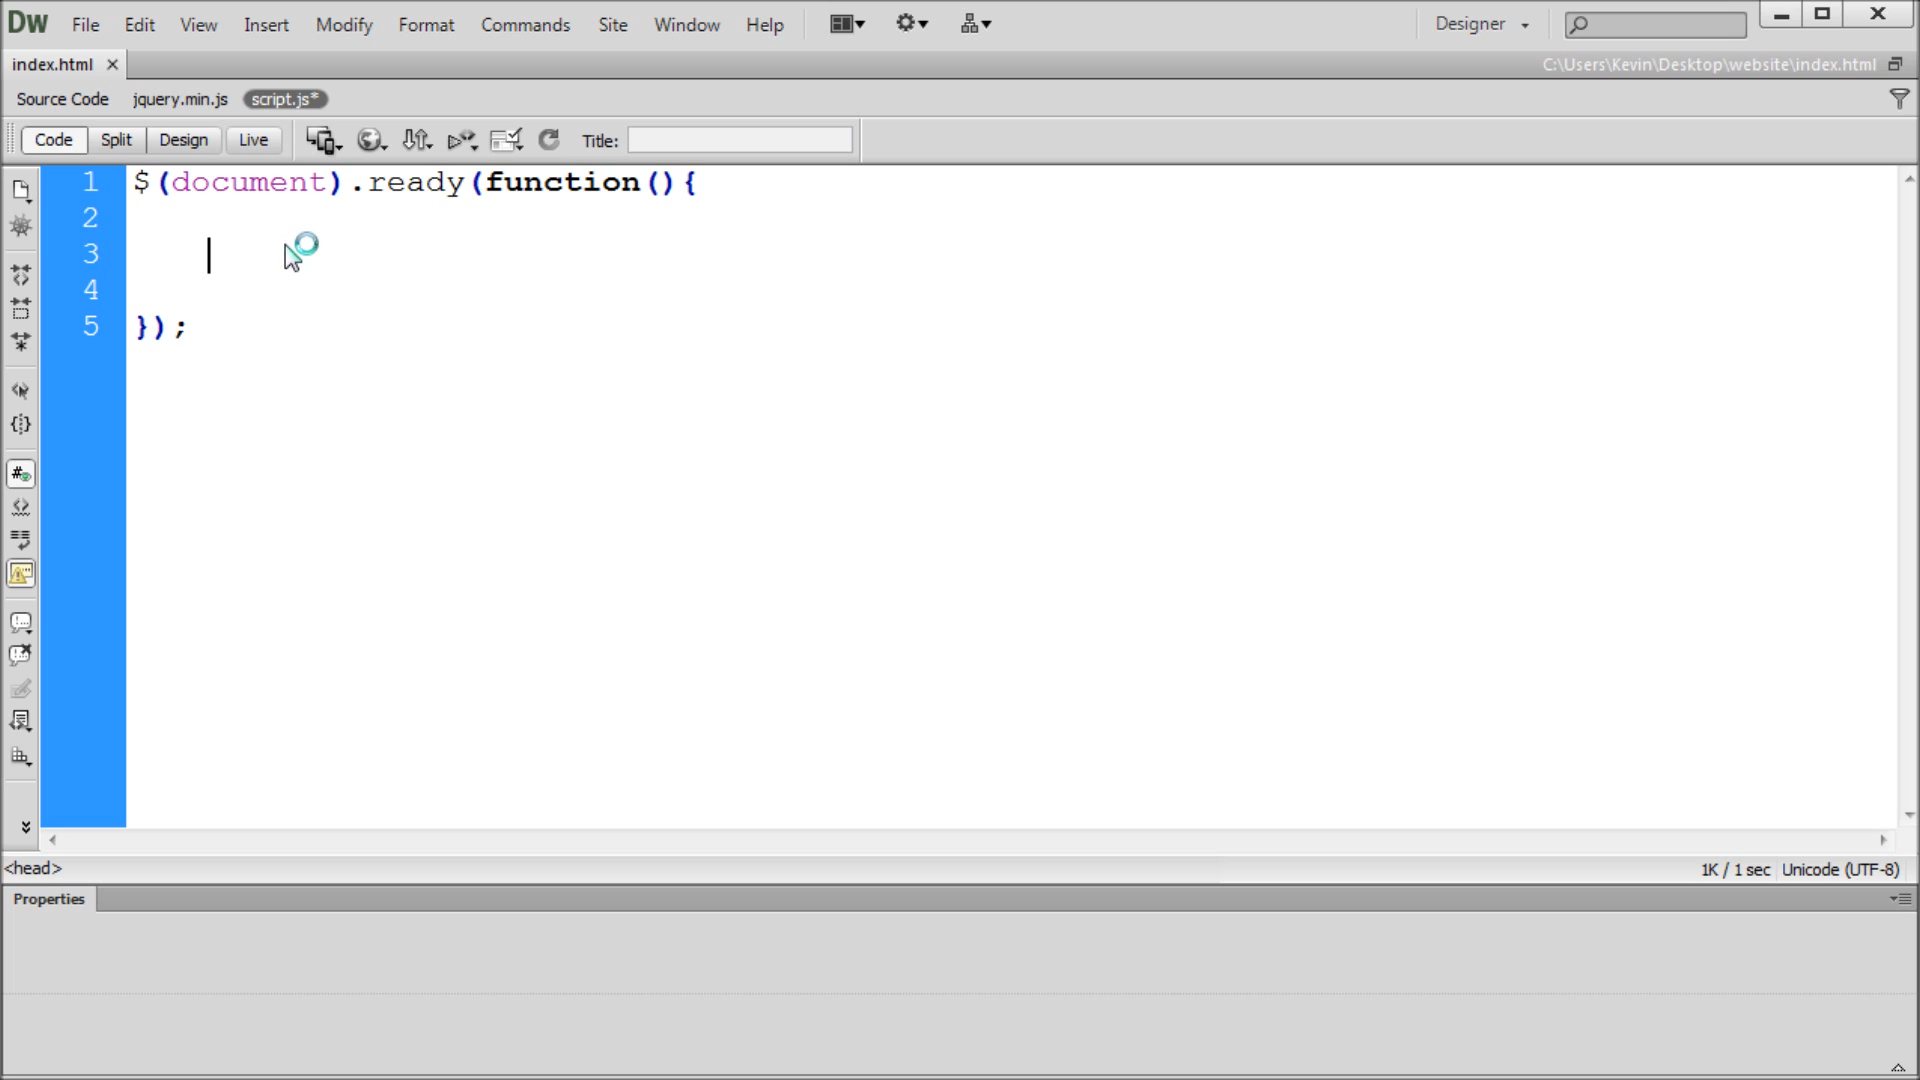 Dw File Edit View Insert Modify Format Commands Site Window Help Designer
index.html C:\Users\Kevin\Desktop\website\index.html
Source Code jquery.min.js script.js*
Code Split Design Live Title:
1 $(document).ready(function(){
2
3
4
5 });
<head> 1K / 1 sec Unicode (UTF-8)
Properties